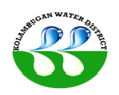 KOLAMBUGAN WATER DISTRICT